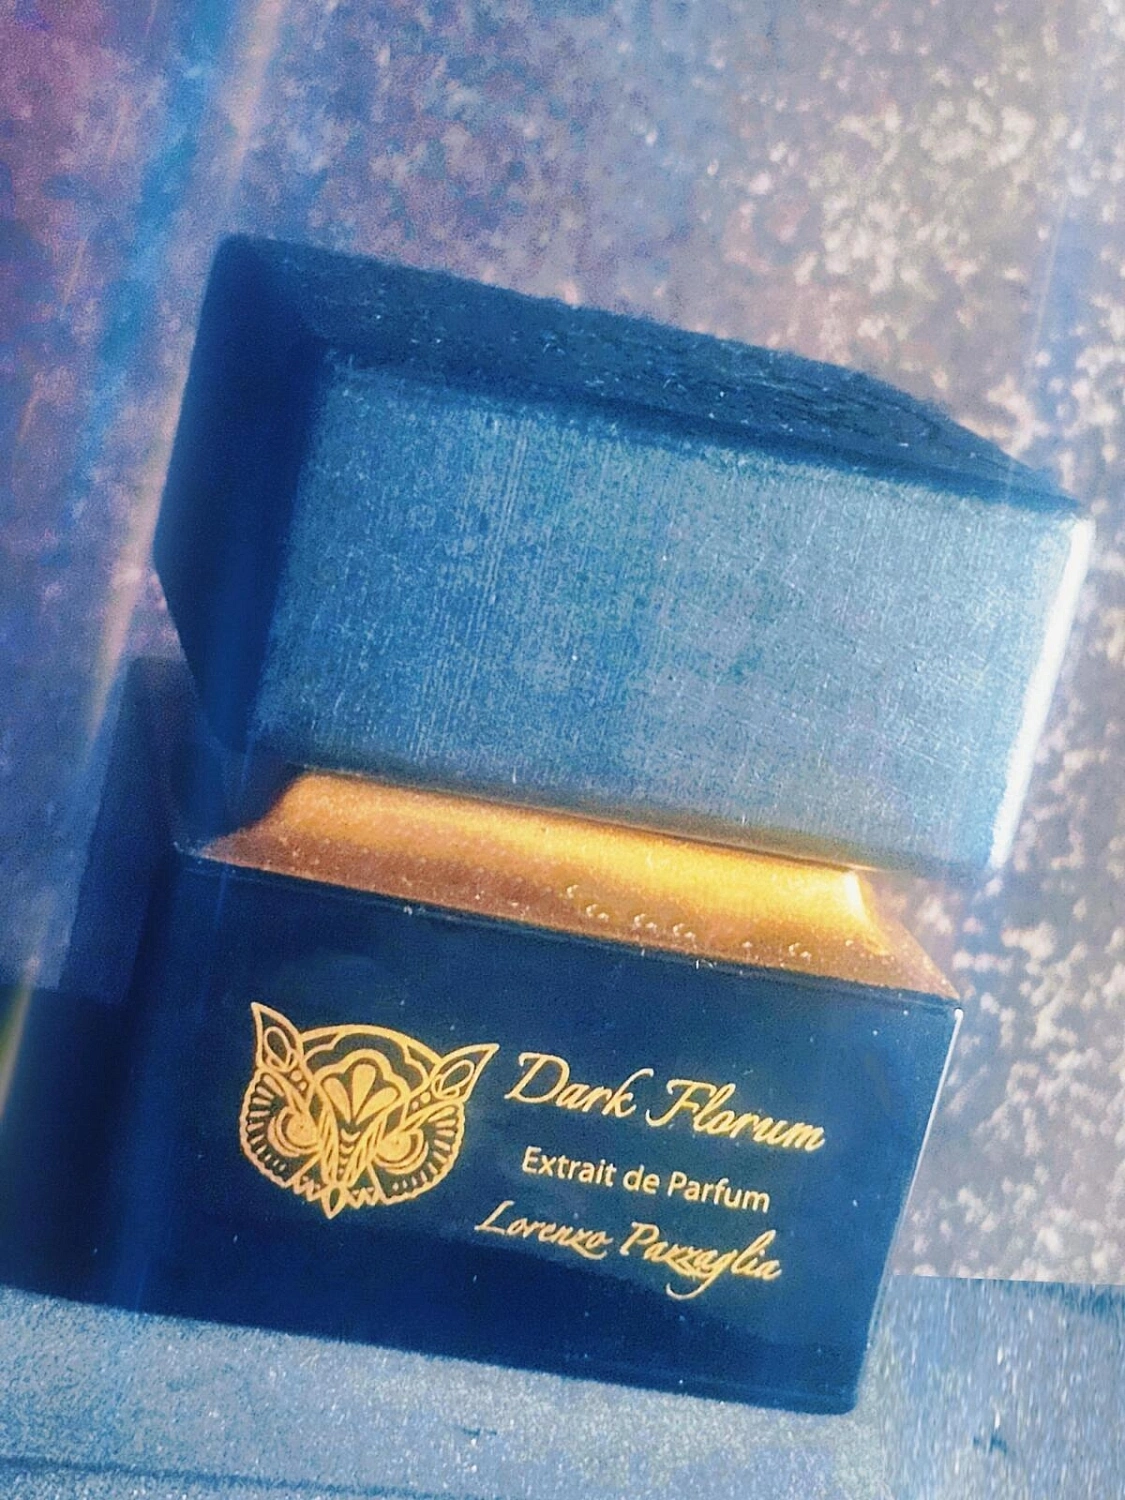 Dark Florum
Extrait de Parfum
Lorenzo Pazzaglia